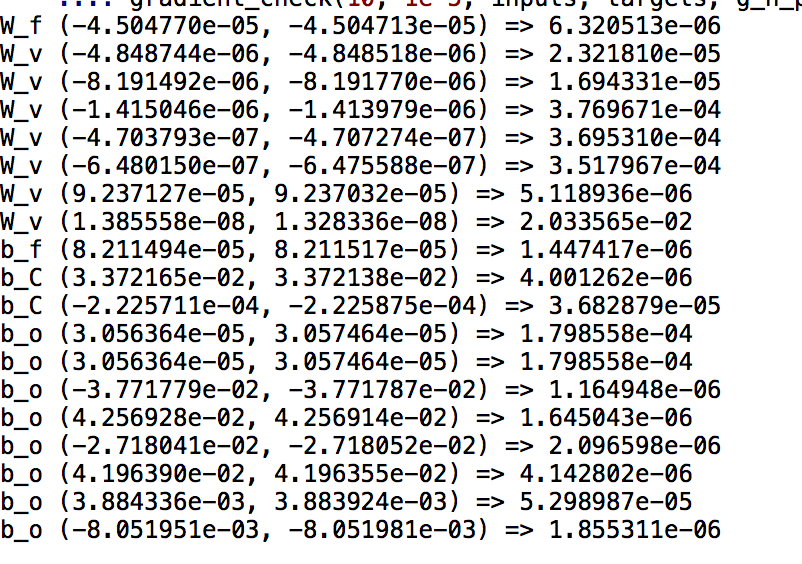 gradient_check(10, 1e-5, inputs, targets, g_h_p
W_f (-4.504770e-05, -4.504713e-05) => 6.320513e-06
W_v (-4.848744e-06, -4.848518e-06) => 2.321810e-05
W_v (-8.191492e-06, -8.191770e-06) => 1.694331e-05
W_v (-1.415046e-06, -1.413979e-06) => 3.769671e-04
W_v (-4.703793e-07, -4.707274e-07) => 3.695310e-04
W_v (-6.480150e-07, -6.475588e-07) => 3.517967e-04
W_v (9.237127e-05, 9.237032e-05) => 5.118936e-06
W_v (1.385558e-08, 1.328336e-08) => 2.033565e-02
b_f (8.211494e-05, 8.211517e-05) => 1.447417e-06
b_C (3.372165e-02, 3.372138e-02) => 4.001262e-06
b_C (-2.225711e-04, -2.225875e-04) => 3.682879e-05
b_o (3.056364e-05, 3.057464e-05) => 1.798558e-04
b_o (3.056364e-05, 3.057464e-05) => 1.798558e-04
b_o (-3.771779e-02, -3.771787e-02) => 1.164948e-06
b_o (4.256928e-02, 4.256914e-02) => 1.645043e-06
b_o (-2.718041e-02, -2.718052e-02) => 2.096598e-06
b_o (4.196390e-02, 4.196355e-02) => 4.142802e-06
b_o (3.884336e-03, 3.883924e-03) => 5.298987e-05
b_o (-8.051951e-03, -8.051981e-03) => 1.855311e-06